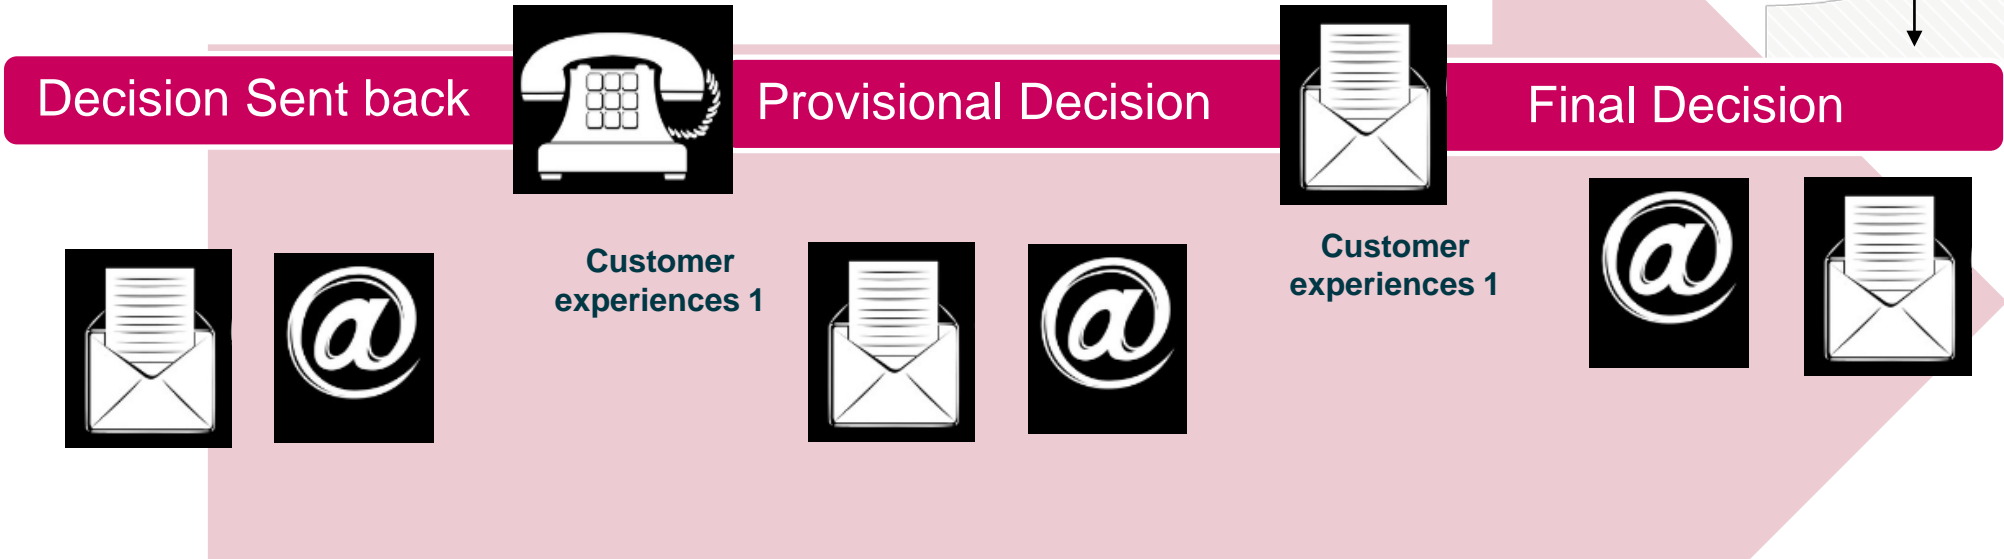 Decision Sent back
Provisional Decision
Final Decision
Customer
experiences 1
Customer
experiences 1